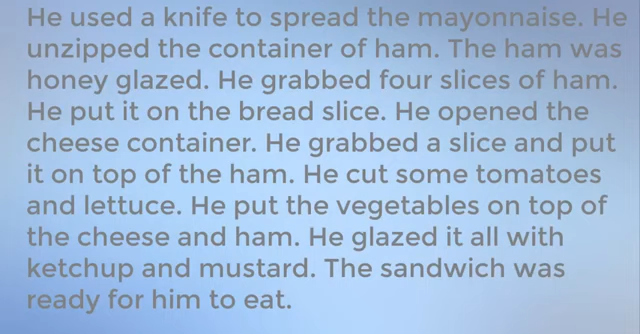 He used a knife to spread the mayonnaise. He
unzipped the container of ham. The ham was
honey glazed. He grabbed four slices of ham.
He put it on the bread slice. He opened the
cheese container. He grabbed a slice and put
it on top of the ham. He cut some tomatoes
and lettuce. He put the vegetables on top of
the cheese and ham. He glazed it all with
ketchup and mustard. The sandwich was
ready for him to eat.